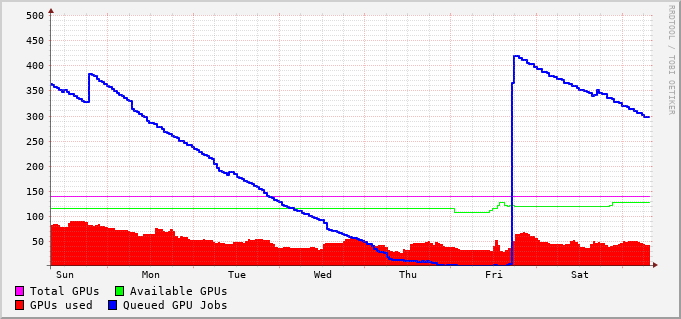 500
450
400
350
300
250
200
150
100
50
Sun Mon Tue Wed Thu Fri Sat
Total GPUs Available GPUs
GPUs used Queued GPU Jobs
RRDTOOL / TOBI OETIKER